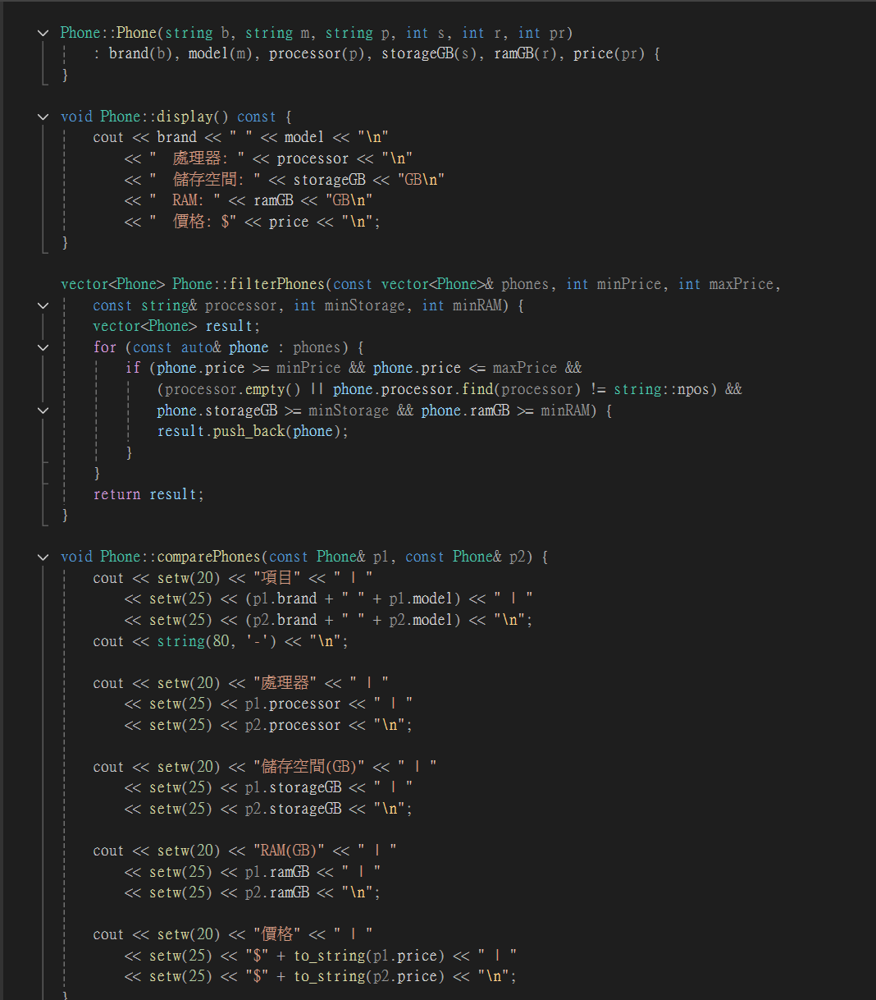 Phone::Phone(string b, string m, string p, int s, int r, int pr)
    : brand(b), model(m), processor(p), storageGB(s), ramGB(r), price(pr) {
}

void Phone::display() const {
    cout << brand << " " << model << "\n"
        << "  處理器: " << processor << "\n"
        << "  儲存空間: " << storageGB << "GB\n"
        << "  RAM: " << ramGB << "GB\n"
        << "  價格: $" << price << "\n";
}

vector<Phone> Phone::filterPhones(const vector<Phone>& phones, int minPrice, int maxPrice,
    const string& processor, int minStorage, int minRAM) {
    vector<Phone> result;
    for (const auto& phone : phones) {
        if (phone.price >= minPrice && phone.price <= maxPrice &&
            (processor.empty() || phone.processor.find(processor) != string::npos) &&
            phone.storageGB >= minStorage && phone.ramGB >= minRAM) {
            result.push_back(phone);
        }
    }
    return result;
}

void Phone::comparePhones(const Phone& p1, const Phone& p2) {
    cout << setw(20) << "項目" << " | "
        << setw(25) << (p1.brand + " " + p1.model) << " | "
        << setw(25) << (p2.brand + " " + p2.model) << "\n";
    cout << string(80, '-') << "\n";

    cout << setw(20) << "處理器" << " | "
        << setw(25) << p1.processor << " | "
        << setw(25) << p2.processor << "\n";

    cout << setw(20) << "儲存空間(GB)" << " | "
        << setw(25) << p1.storageGB << " | "
        << setw(25) << p2.storageGB << "\n";

    cout << setw(20) << "RAM(GB)" << " | "
        << setw(25) << p1.ramGB << " | "
        << setw(25) << p2.ramGB << "\n";

    cout << setw(20) << "價格" << " | "
        << setw(25) << "$" + to_string(p1.price) << " | "
        << setw(25) << "$" + to_string(p2.price) << "\n";
}